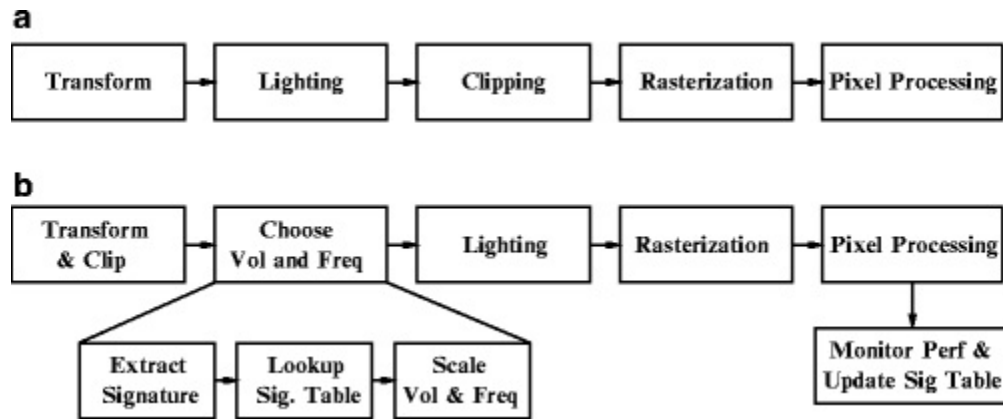 a
Transform
Lighting
Clipping
Rasterization
Pixel Processing
b
Transform
& Clip
Choose
Vol and Freq
Lighting
Rasterization
Pixel Processing
Extract
Signature
Lookup
Sig. Table
Scale
Vol & Freq
Monitor Perf &
Update Sig Table